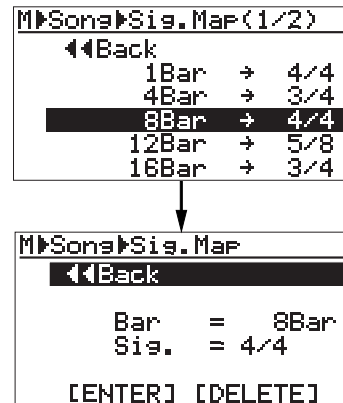 M▶Song▶Sig.Map(1/2)
◀◀Back
1Bar → 4/4
4Bar → 3/4
8Bar → 4/4
12Bar → 5/8
16Bar → 3/4
M▶Song▶Sig.Map
◀◀Back
Bar = 8Bar
Sig. = 4/4
[ENTER] [DELETE]